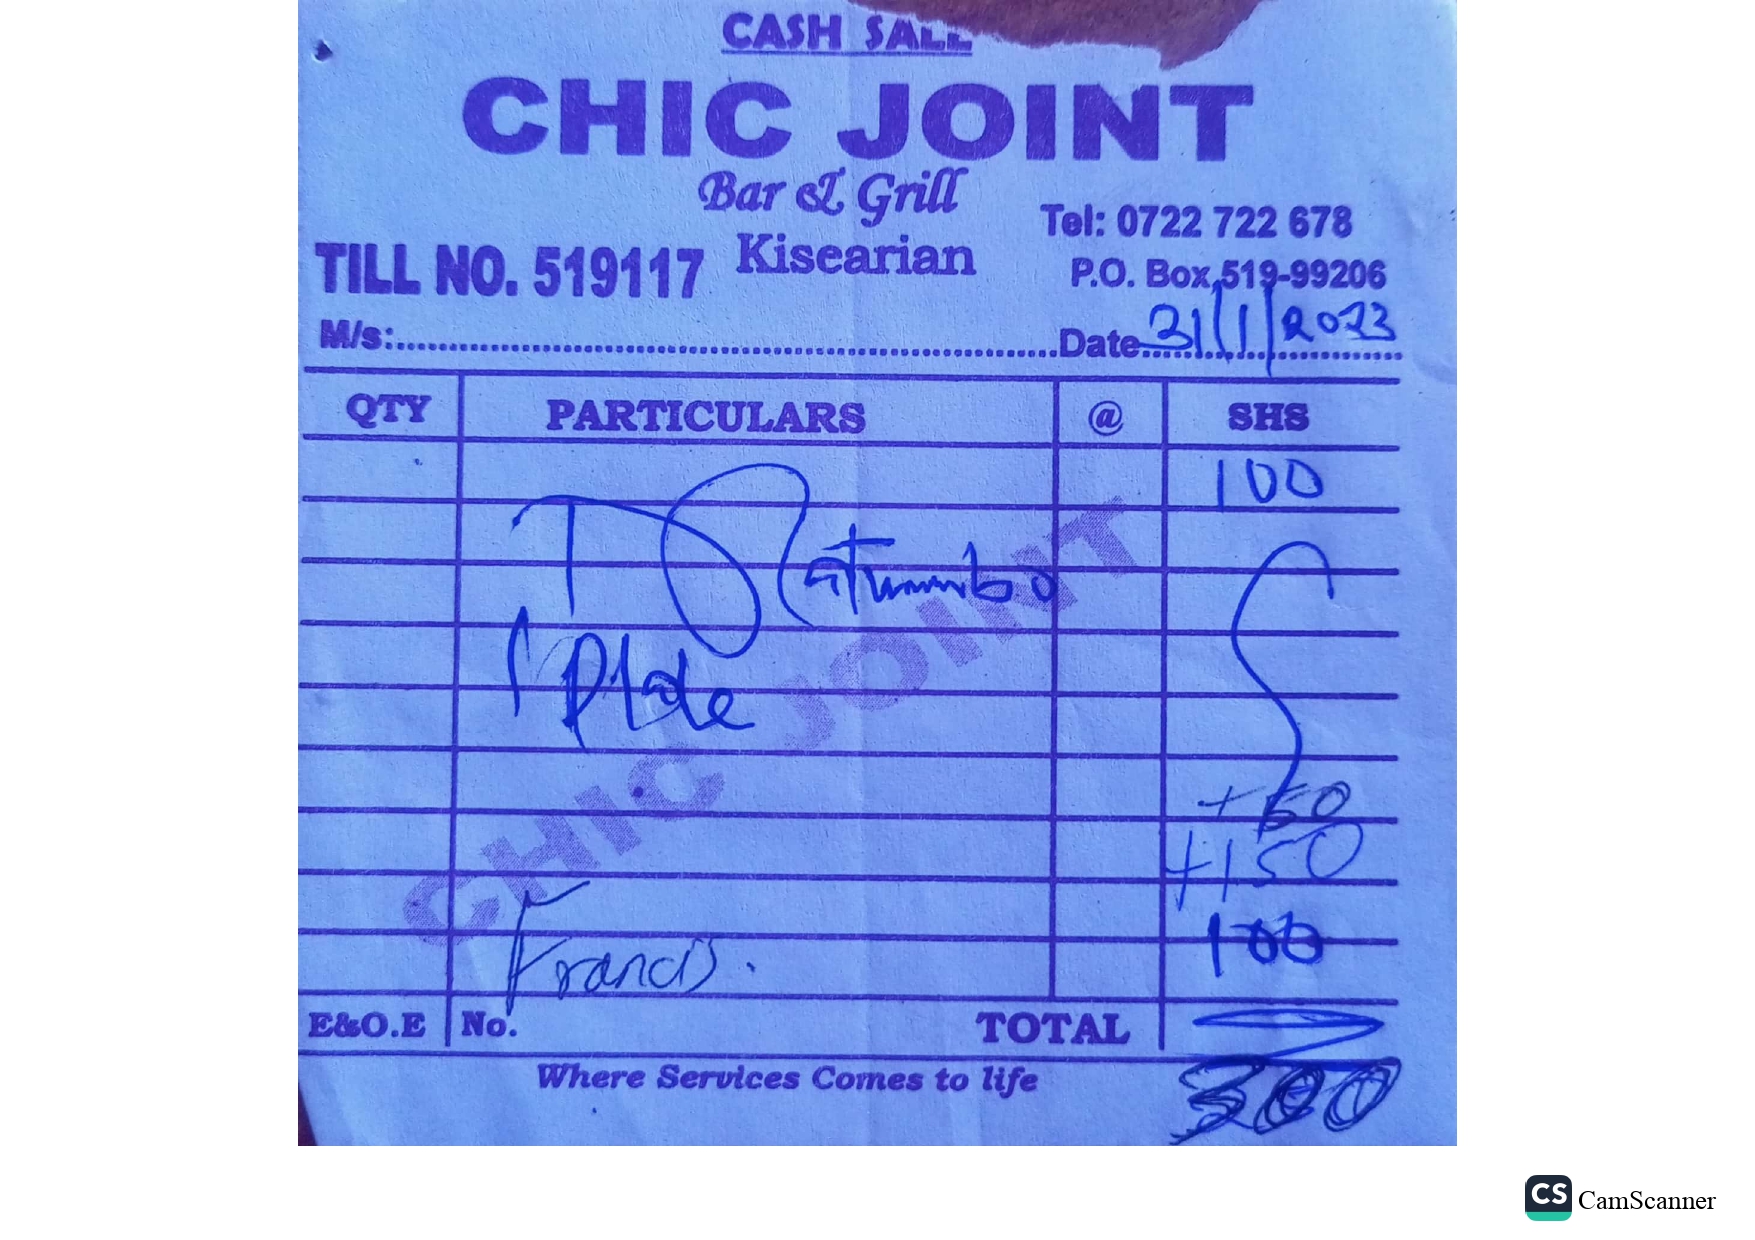 CASH SALE
CHIC JOINT
Bar & Grill
Kisearian
Tel: 0722 722 678
TILL NO. 519117
P.O. Box,519-99206
M/s: Date 31/1/2023
QTY PARTICULARS @ SHS
100
Matumbo
1 Plate
CHIC JOINT
+50
+150
100
Francis.
E&O.E No. TOTAL
300
Where Services Comes to life
CS CamScanner